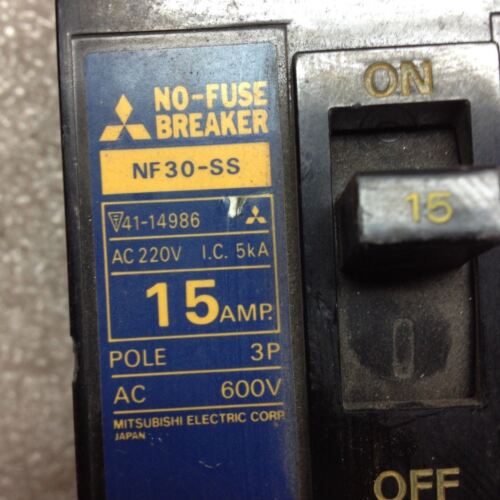 NO-FUSE
BREAKER
NF30-SS
41-14986
AC 220V I.C. 5kA
15 AMP.
POLE 3P
AC 600V
MITSUBISHI ELECTRIC CORP.
JAPAN
ON
15
OFF